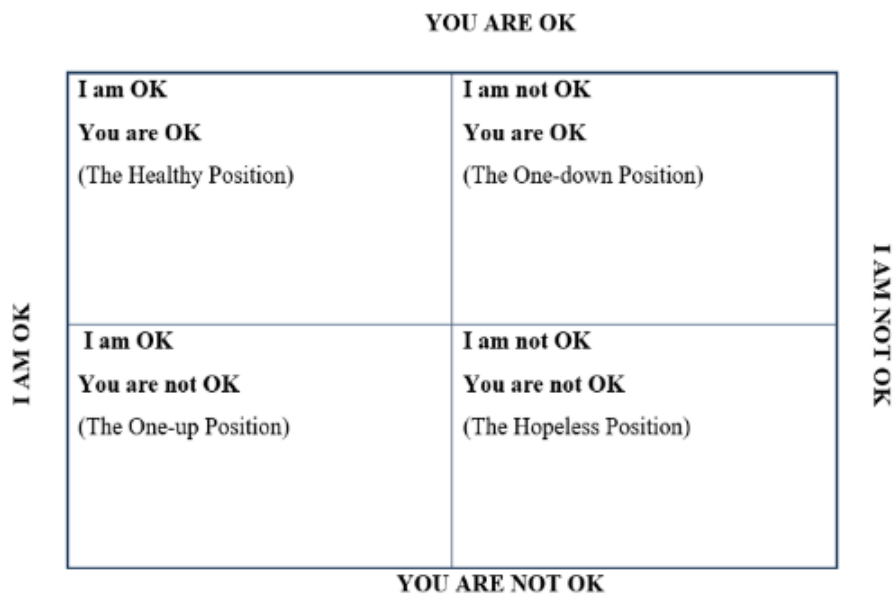 YOU ARE OK
I am OK
You are OK
(The Healthy Position)
I am not OK
You are OK
(The One-down Position)
I AM OK
I AM NOT OK
I am OK
You are not OK
(The One-up Position)
I am not OK
You are not OK
(The Hopeless Position)
YOU ARE NOT OK